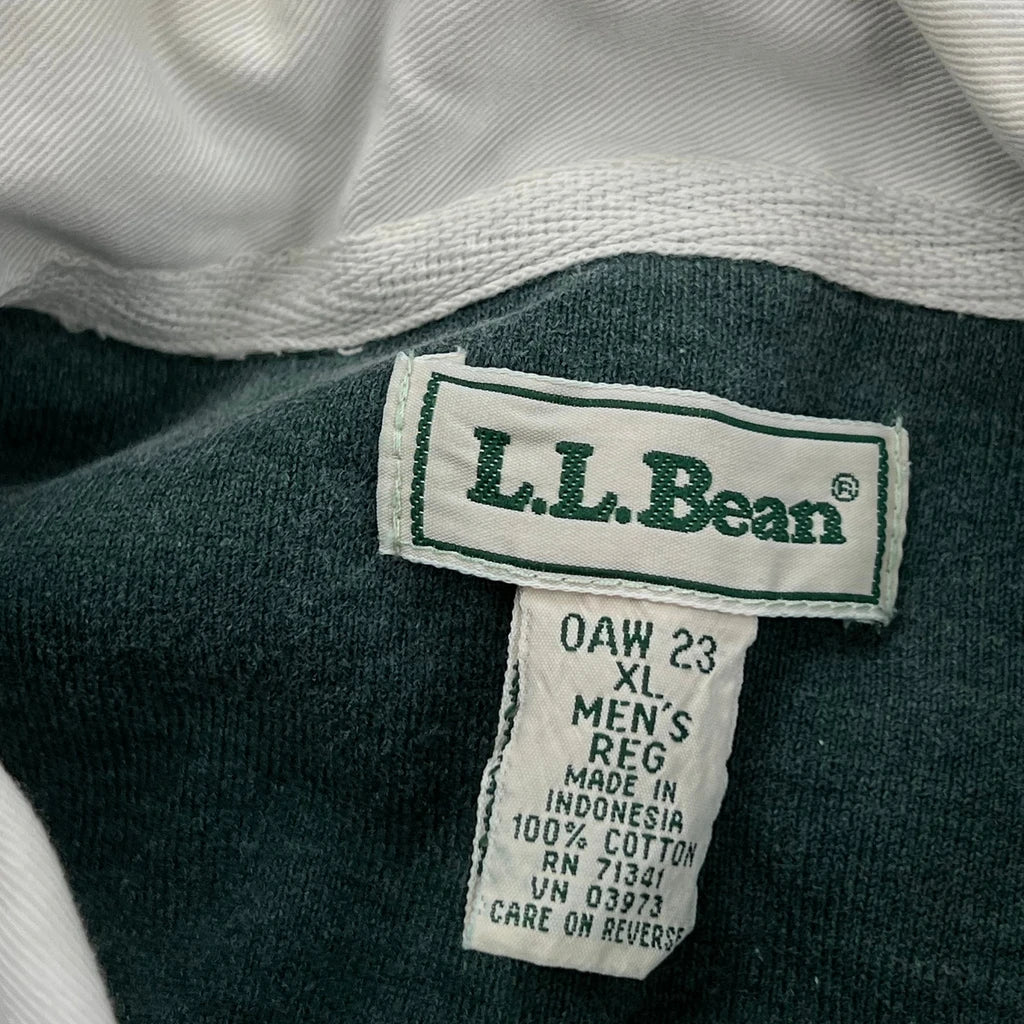 L.L.Bean®
OAW 23
XL
MEN'S
REG
MADE IN
INDONESIA
100% COTTON
RN 71341
VN 03973
CARE ON REVERSE